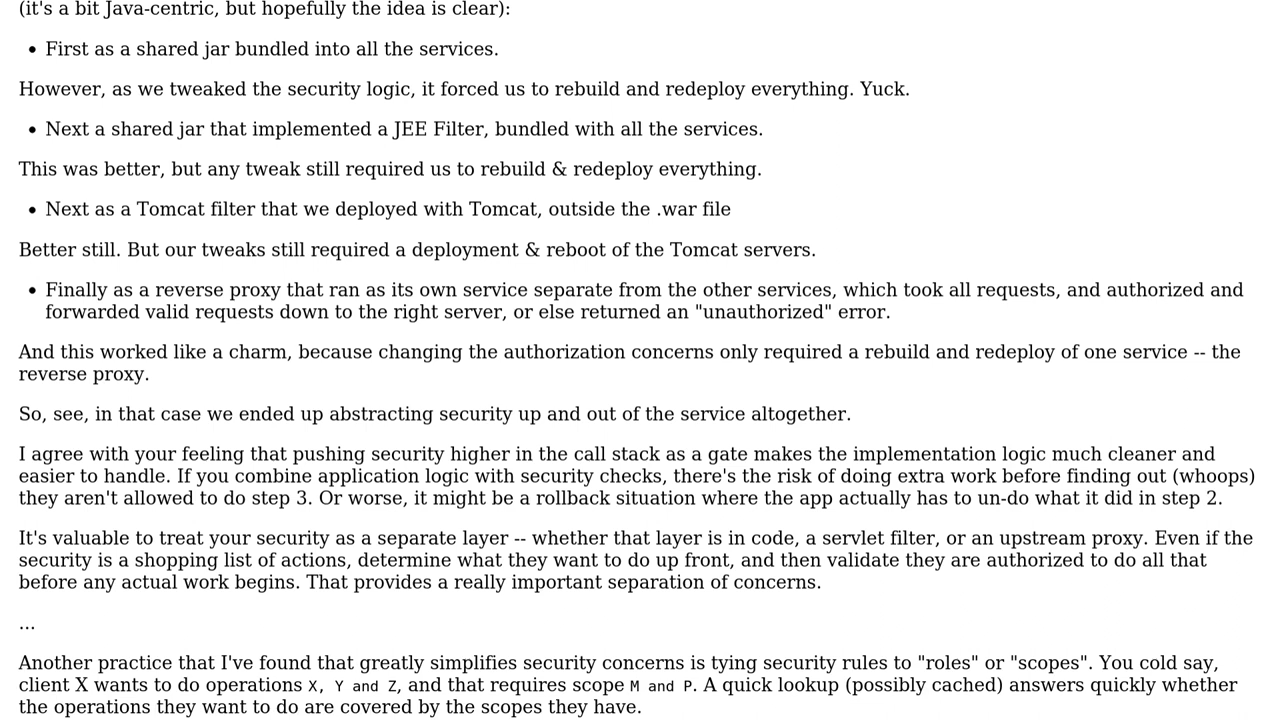 (it's a bit Java-centric, but hopefully the idea is clear):
• First as a shared jar bundled into all the services.
However, as we tweaked the security logic, it forced us to rebuild and redeploy everything. Yuck.
• Next a shared jar that implemented a JEE Filter, bundled with all the services.
This was better, but any tweak still required us to rebuild & redeploy everything.
• Next as a Tomcat filter that we deployed with Tomcat, outside the .war file
Better still. But our tweaks still required a deployment & reboot of the Tomcat servers.
• Finally as a reverse proxy that ran as its own service separate from the other services, which took all requests, and authorized and
forwarded valid requests down to the right server, or else returned an "unauthorized" error.
And this worked like a charm, because changing the authorization concerns only required a rebuild and redeploy of one service -- the
reverse proxy.
So, see, in that case we ended up abstracting security up and out of the service altogether.
I agree with your feeling that pushing security higher in the call stack as a gate makes the implementation logic much cleaner and
easier to handle. If you combine application logic with security checks, there's the risk of doing extra work before finding out (whoops)
they aren't allowed to do step 3. Or worse, it might be a rollback situation where the app actually has to un-do what it did in step 2.
It's valuable to treat your security as a separate layer -- whether that layer is in code, a servlet filter, or an upstream proxy. Even if the
security is a shopping list of actions, determine what they want to do up front, and then validate they are authorized to do all that
before any actual work begins. That provides a really important separation of concerns.
...
Another practice that I've found that greatly simplifies security concerns is tying security rules to "roles" or "scopes". You cold say,
client X wants to do operations X, Y and Z, and that requires scope M and P. A quick lookup (possibly cached) answers quickly whether
the operations they want to do are covered by the scopes they have.